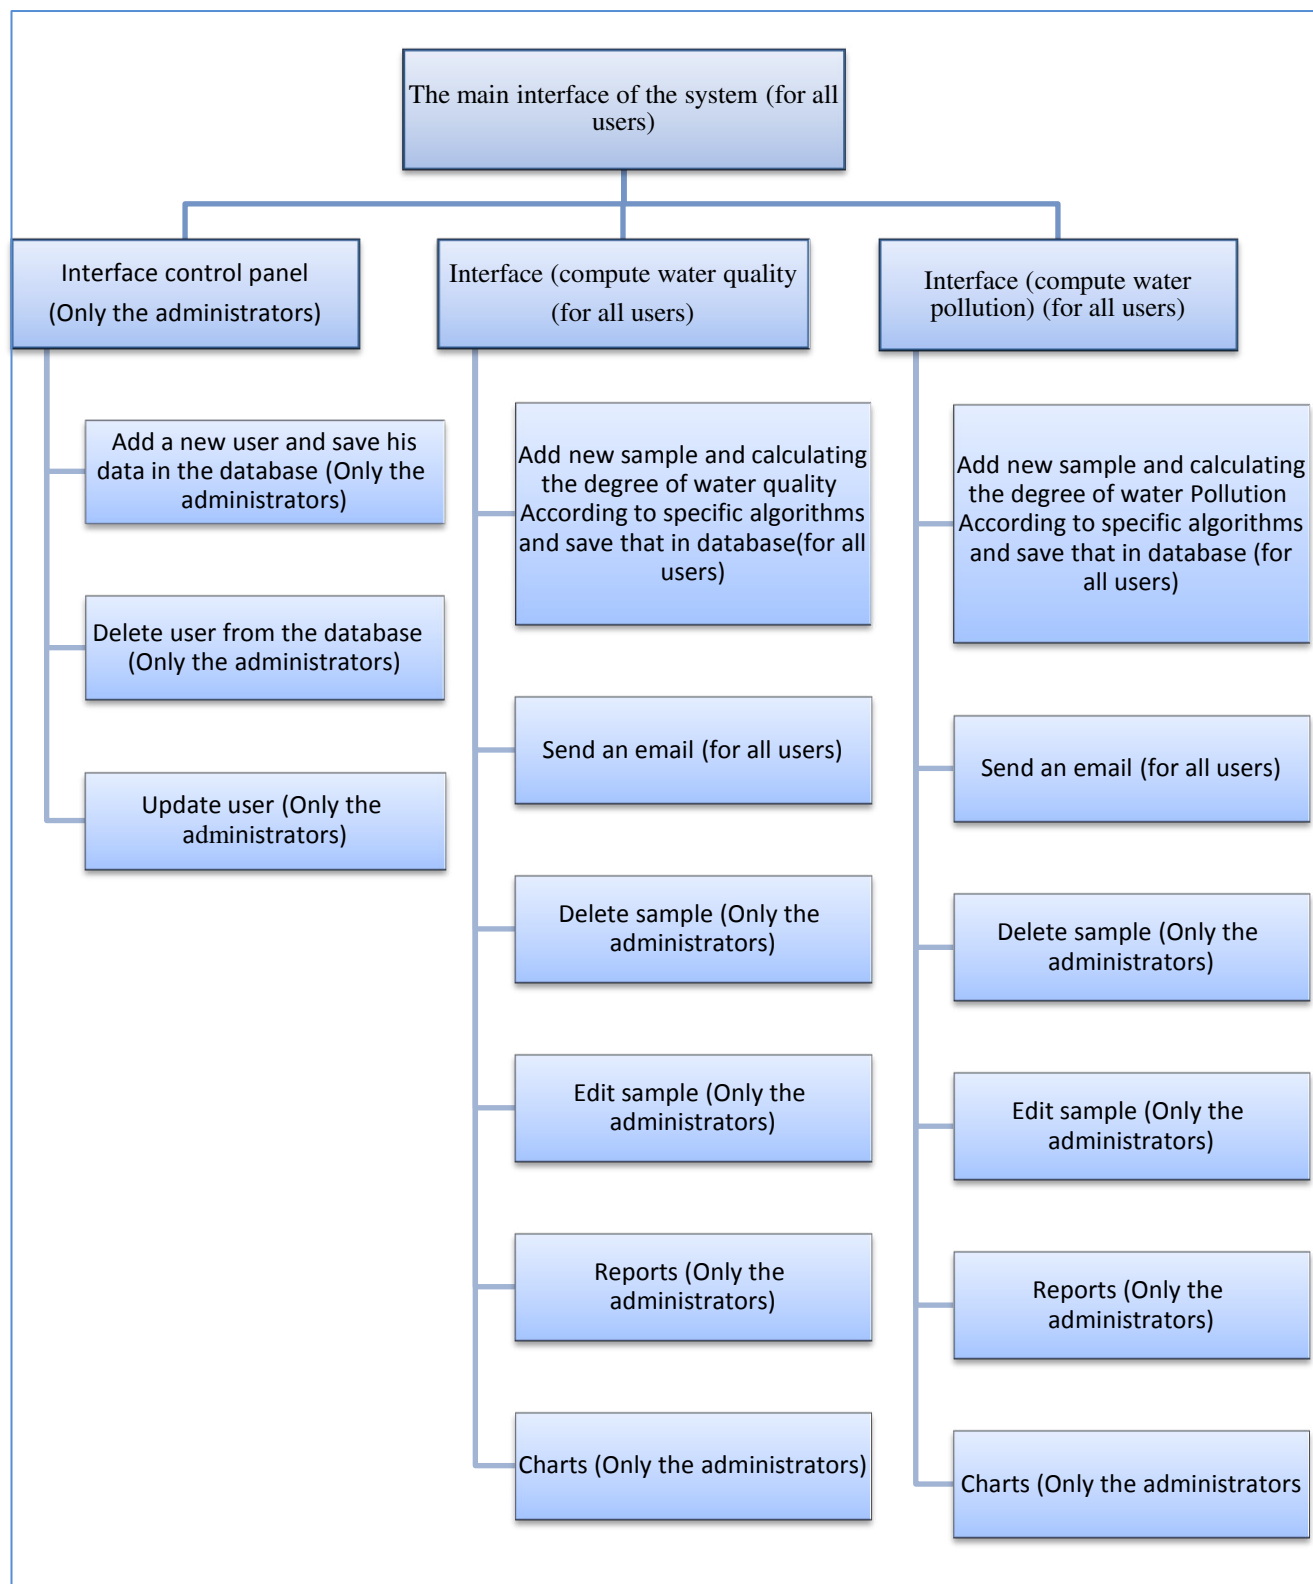 The main interface of the system (for all
users)
Interface control panel
(Only the administrators)
Add a new user and save his
data in the database (Only the
administrators)
Delete user from the database
(Only the administrators)
Update user (Only the
administrators)
Interface (compute water quality
(for all users)
Add new sample and calculating
the degree of water quality
According to specific algorithms
and save that in database(for all
users)
Send an email (for all users)
Delete sample (Only the
administrators)
Edit sample (Only the
administrators)
Reports (Only the
administrators)
Charts (Only the administrators)
Interface (compute water
pollution) (for all users)
Add new sample and calculating
the degree of water Pollution
According to specific algorithms
and save that in database (for
all users)
Send an email (for all users)
Delete sample (Only the
administrators)
Edit sample (Only the
administrators)
Reports (Only the
administrators)
Charts (Only the administrators